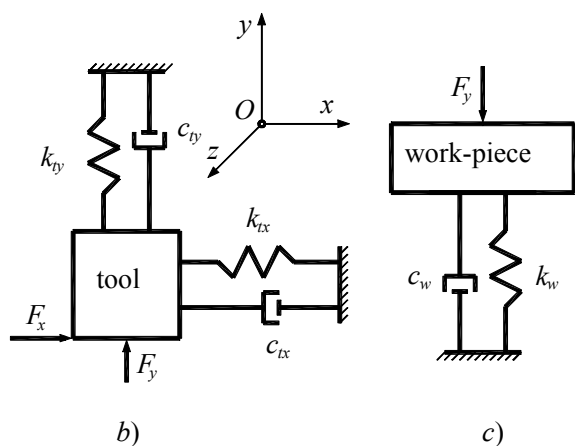 y
O
x
z
c_ty
k_ty
tool
k_tx
c_tx
F_x
F_y
b)
F_y
work-piece
c_w
k_w
c)